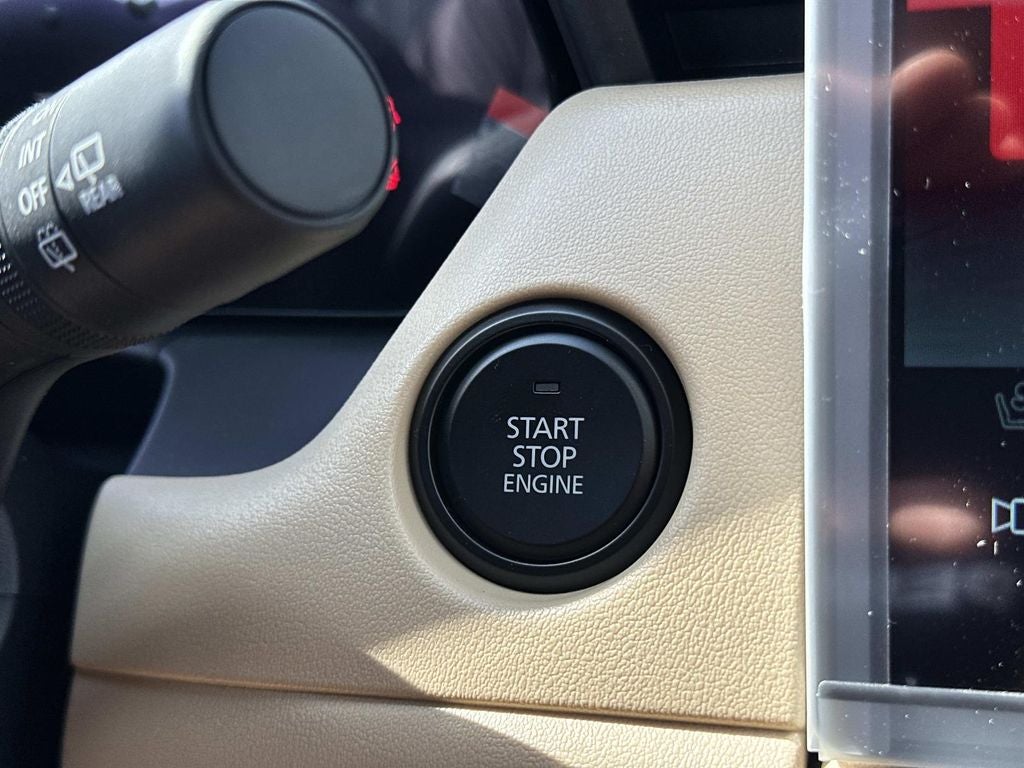 INT
OFF
REAR
START
STOP
ENGINE